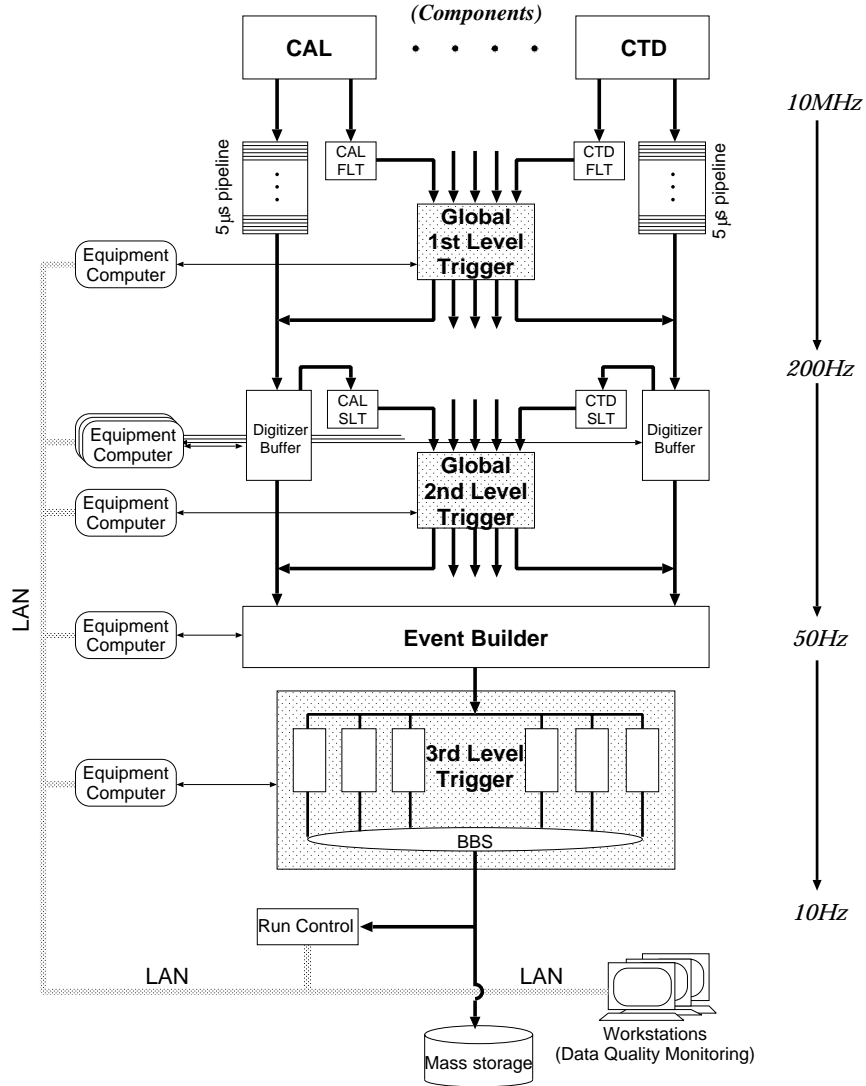 (Components)
CAL
CTD
10MHz
5 µs pipeline
CAL
FLT
CTD
FLT
5 µs pipeline
Global
1st Level
Trigger
Equipment
Computer
200Hz
Digitizer
Buffer
CAL
SLT
CTD
SLT
Digitizer
Buffer
Equipment
Computer
Global
2nd Level
Trigger
Equipment
Computer
LAN
Equipment
Computer
Event Builder
50Hz
3rd Level
Trigger
Equipment
Computer
BBS
10Hz
Run Control
LAN
LAN
Workstations
(Data Quality Monitoring)
Mass storage